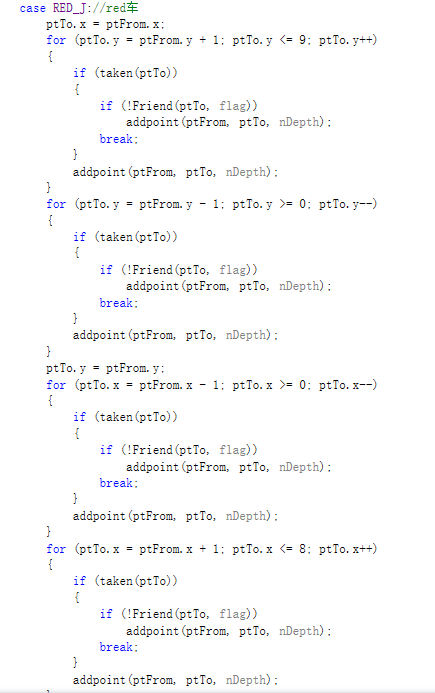 case RED_J://red车
ptTo.x = ptFrom.x;
for (ptTo.y = ptFrom.y + 1; ptTo.y <= 9; ptTo.y++)
{
if (taken(ptTo))
{
if (!Friend(ptTo, flag))
addpoint(ptFrom, ptTo, nDepth);
break;
}
addpoint(ptFrom, ptTo, nDepth);
}
for (ptTo.y = ptFrom.y - 1; ptTo.y >= 0; ptTo.y--)
{
if (taken(ptTo))
{
if (!Friend(ptTo, flag))
addpoint(ptFrom, ptTo, nDepth);
break;
}
addpoint(ptFrom, ptTo, nDepth);
}
ptTo.y = ptFrom.y;
for (ptTo.x = ptFrom.x - 1; ptTo.x >= 0; ptTo.x--)
{
if (taken(ptTo))
{
if (!Friend(ptTo, flag))
addpoint(ptFrom, ptTo, nDepth);
break;
}
addpoint(ptFrom, ptTo, nDepth);
}
for (ptTo.x = ptFrom.x + 1; ptTo.x <= 8; ptTo.x++)
{
if (taken(ptTo))
{
if (!Friend(ptTo, flag))
addpoint(ptFrom, ptTo, nDepth);
break;
}
addpoint(ptFrom, ptTo, nDepth);